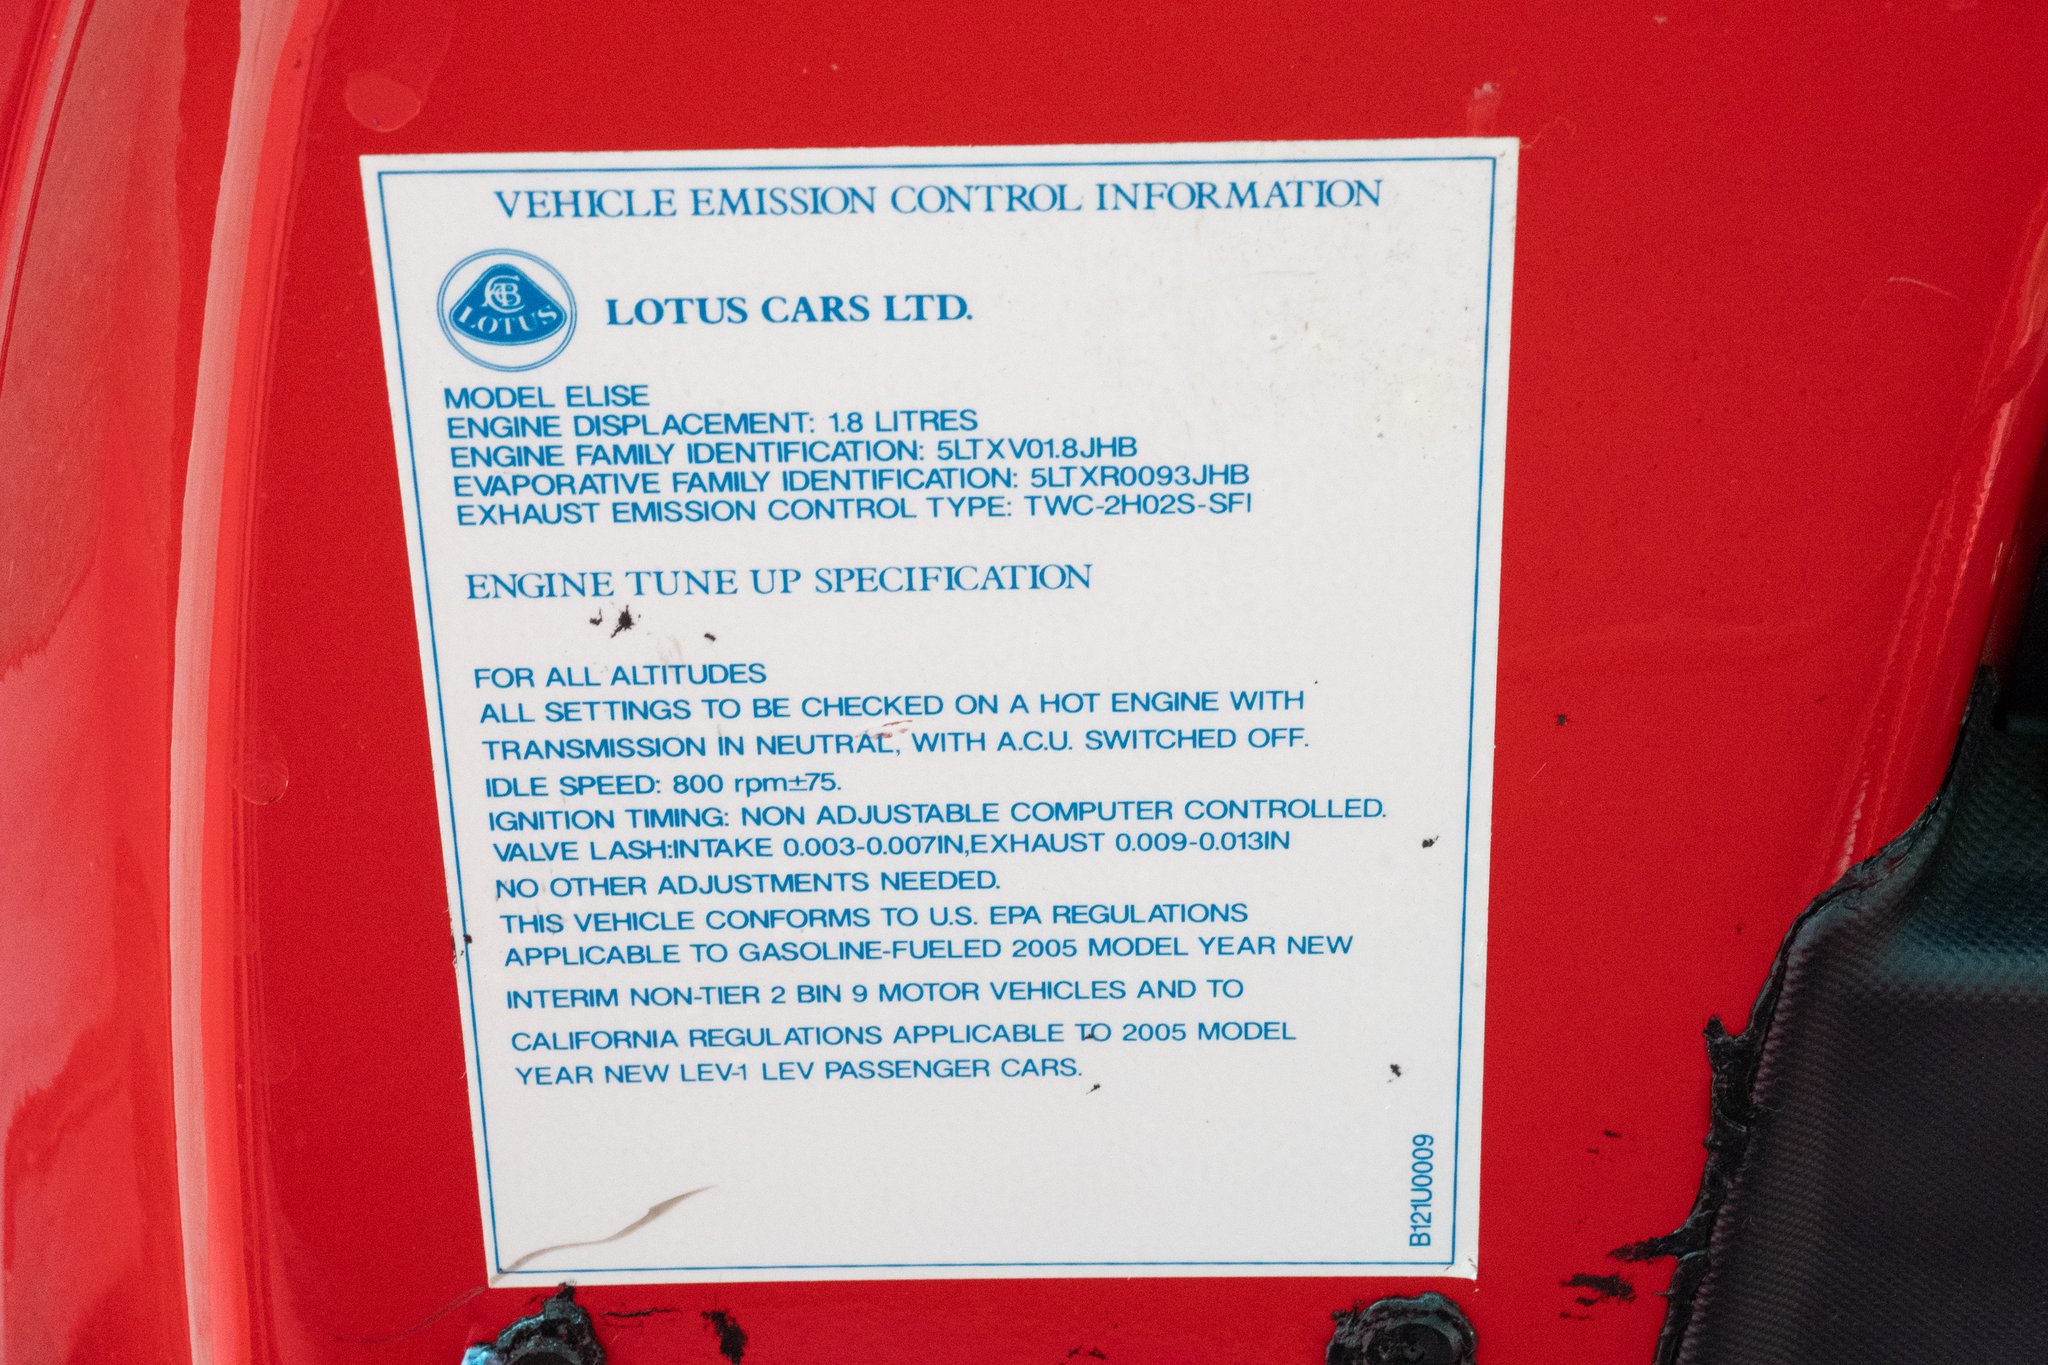 VEHICLE EMISSION CONTROL INFORMATION
LOTUS
LOTUS CARS LTD.
MODEL ELISE
ENGINE DISPLACEMENT: 1.8 LITRES
ENGINE FAMILY IDENTIFICATION: 5LTXV01.8JHB
EVAPORATIVE FAMILY IDENTIFICATION: 5LTXR0093JHB
EXHAUST EMISSION CONTROL TYPE: TWC-2H02S-SFI
ENGINE TUNE UP SPECIFICATION
FOR ALL ALTITUDES
ALL SETTINGS TO BE CHECKED ON A HOT ENGINE WITH
TRANSMISSION IN NEUTRAL, WITH A.C.U. SWITCHED OFF.
IDLE SPEED: 800 rpm±75.
IGNITION TIMING: NON ADJUSTABLE COMPUTER CONTROLLED.
VALVE LASH:INTAKE 0.003-0.007IN,EXHAUST 0.009-0.013IN
NO OTHER ADJUSTMENTS NEEDED.
THIS VEHICLE CONFORMS TO U.S. EPA REGULATIONS
APPLICABLE TO GASOLINE-FUELED 2005 MODEL YEAR NEW
INTERIM NON-TIER 2 BIN 9 MOTOR VEHICLES AND TO
CALIFORNIA REGULATIONS APPLICABLE TO 2005 MODEL
YEAR NEW LEV-1 LEV PASSENGER CARS.
B121U0009